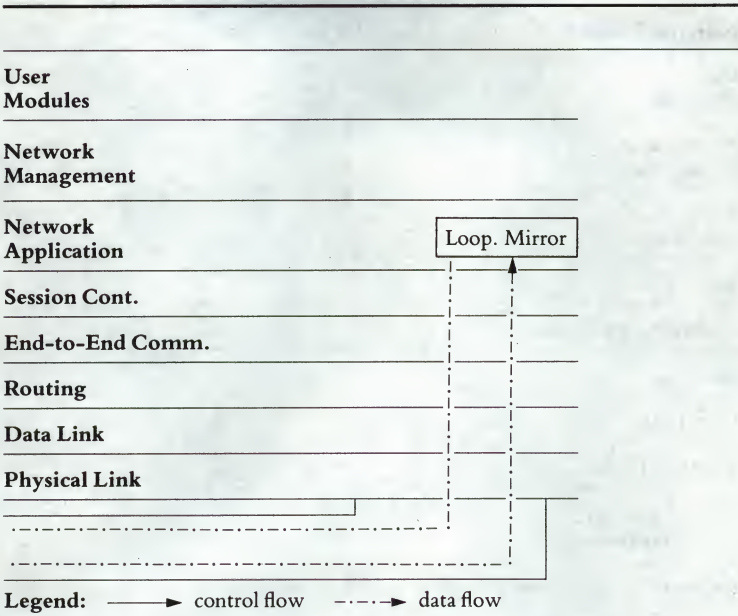 User
Modules
Network
Management
Network
Application
Loop. Mirror
Session Cont.
End-to-End Comm.
Routing
Data Link
Physical Link
Legend: control flow data flow